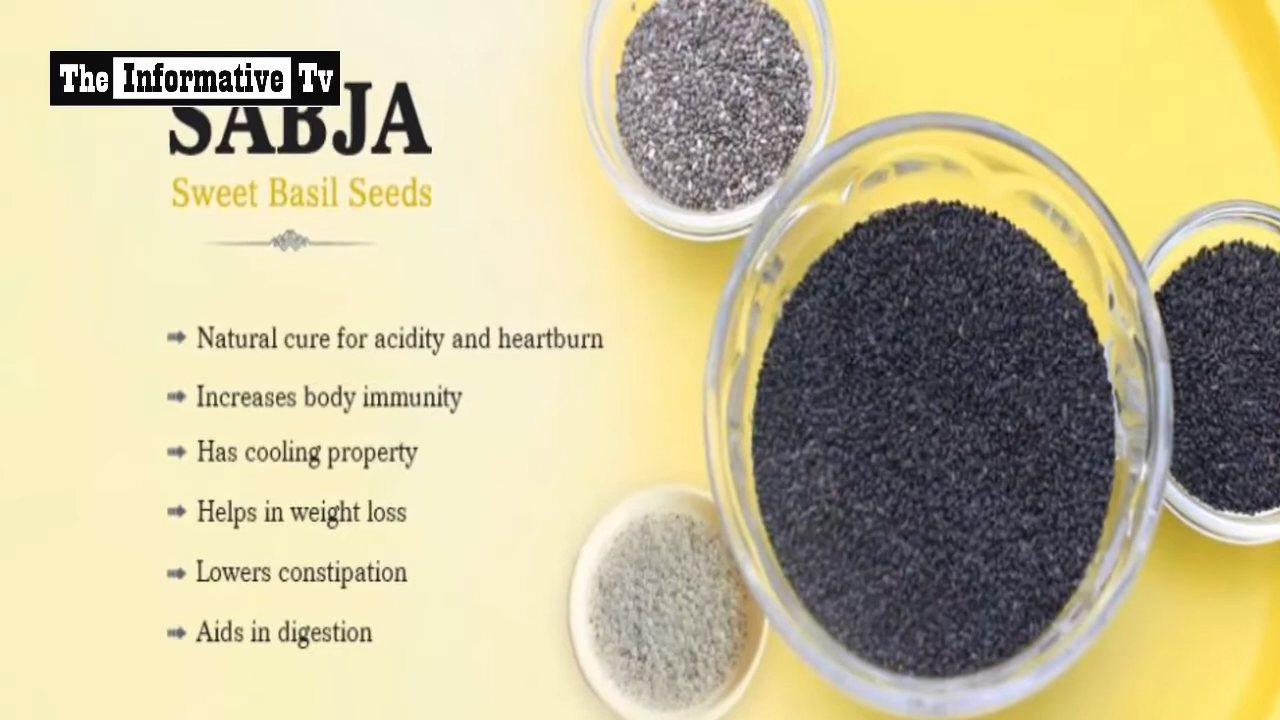 The Informative Tv
SABJA
Sweet Basil Seeds
Natural cure for acidity and heartburn
Increases body immunity
Has cooling property
Helps in weight loss
Lowers constipation
Aids in digestion